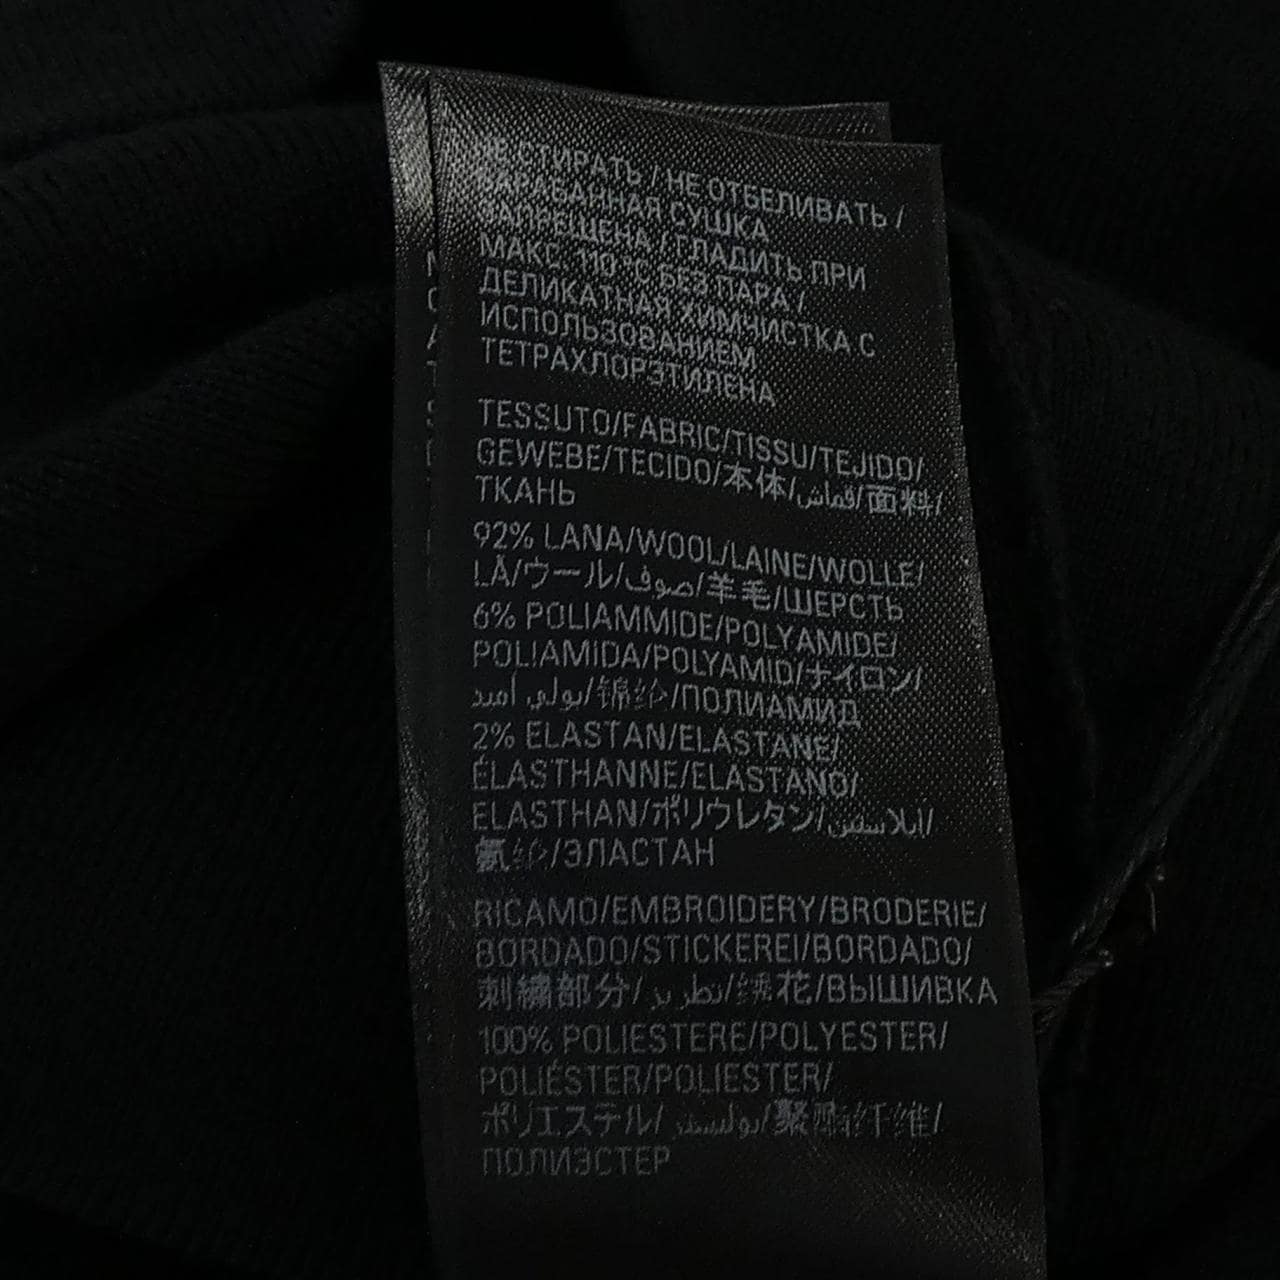 НЕ СТИРАТЬ / НЕ ОТБЕЛИВАТЬ /
БАРАБАННАЯ СУШКА
ЗАПРЕЩЕНА / ГЛАДИТЬ ПРИ
МАКС. 110°C БЕЗ ПАРА /
ДЕЛИКАТНАЯ ХИМЧИСТКА С
ИСПОЛЬЗОВАНИЕМ
ТЕТРАХЛОРЭТИЛЕНА
TESSUTO/FABRIC/TISSU/TEJIDO/
GEWEBE/TECIDO/本体/قماش/面料/
ТКАНЬ
92% LANA/WOOL/LAINE/WOLLE/
LÃ/ウール/صوف/羊毛/ШЕРСТЬ
6% POLIAMMIDE/POLYAMIDE/
POLIAMIDA/POLYAMID/ナイロン/
بولي أميد/锦纶/ПОЛИАМИД
2% ELASTAN/ELASTANE/
ÉLASTHANNE/ELASTANO/
ELASTHAN/ポリウレタン/إيلاستين/
氨纶/ЭЛАСТАН
RICAMO/EMBROIDERY/BRODERIE/
BORDADO/STICKEREI/BORDADO/
刺繍部分/تطريز/绣花/ВЫШИВКА
100% POLIESTERE/POLYESTER/
POLIÉSTER/POLIESTER/
ポリエステル/بوليستر/聚酯纤维/
ПОЛИЭСТЕР